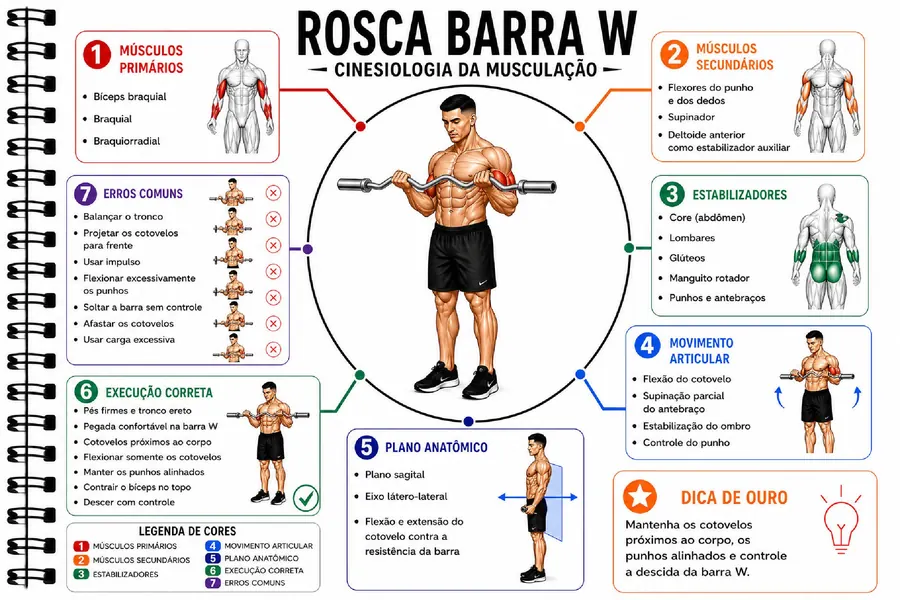 ROSCA BARRA W
CINESIOLOGIA DA MUSCULAÇÃO
1 MÚSCULOS
PRIMÁRIOS
• Bíceps braquial
• Braquial
• Braquiorradial
2 MÚSCULOS
SECUNDÁRIOS
• Flexores do punho
e dos dedos
• Supinador
• Deltoide anterior
como estabilizador auxiliar
3 ESTABILIZADORES
• Core (abdômen)
• Lombares
• Glúteos
• Manguito rotador
• Punhos e antebraços
4 MOVIMENTO
ARTICULAR
• Flexão do cotovelo
• Supinação parcial
do antebraço
• Estabilização do ombro
• Controle do punho
5 PLANO ANATÔMICO
• Plano sagital
• Eixo látero-lateral
• Flexão e extensão do
cotovelo contra a
resistência da barra
6 EXECUÇÃO CORRETA
• Pés firmes e tronco ereto
• Pegada confortável na barra W
• Cotovelos próximos ao corpo
• Flexionar somente os cotovelos
• Manter os punhos alinhados
• Contrair o bíceps no topo
• Descer com controle
7 ERROS COMUNS
• Balançar o tronco
• Projetar os cotovelos
para frente
• Usar impulso
• Flexionar excessivamente
os punhos
• Soltar a barra sem controle
• Afastar os cotovelos
• Usar carga excessiva
LEGENDA DE CORES
1 MÚSCULOS PRIMÁRIOS
2 MÚSCULOS SECUNDÁRIOS
3 ESTABILIZADORES
4 MOVIMENTO ARTICULAR
5 PLANO ANATÔMICO
6 EXECUÇÃO CORRETA
7 ERROS COMUNS
DICA DE OURO
Mantenha os cotovelos
próximos ao corpo, os
punhos alinhados e controle
a descida da barra W.